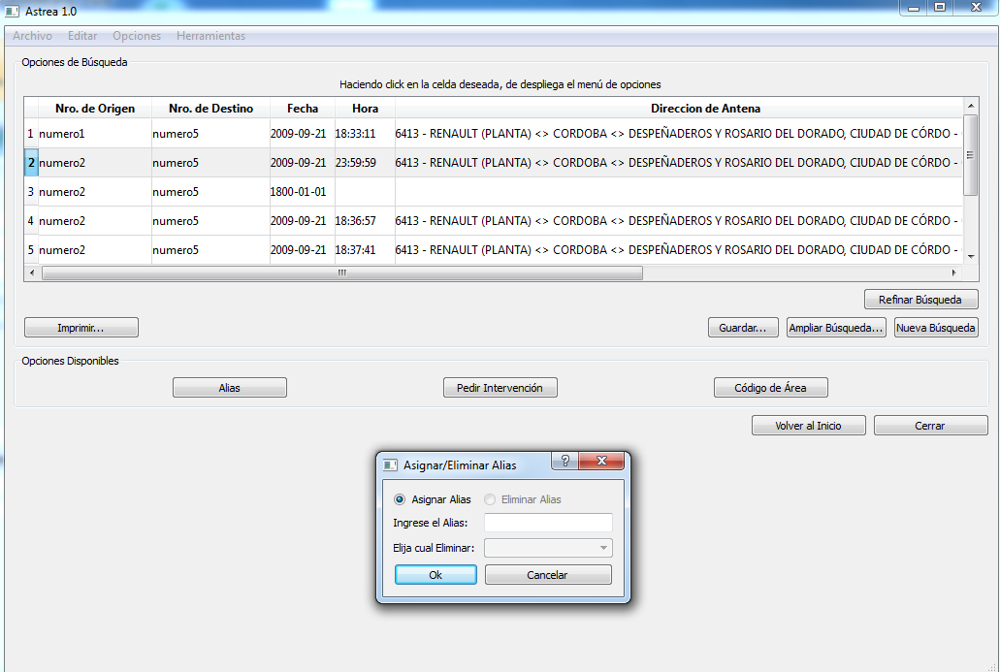 Astrea 1.0
Archivo Editar Opciones Herramientas
Opciones de Búsqueda
Haciendo click en la celda deseada, de despliega el menú de opciones
Nro. de Origen Nro. de Destino Fecha Hora Direccion de Antena
1 numero1 numero5 2009-09-21 18:33:11 6413 - RENAULT (PLANTA) <> CORDOBA <> DESPEÑADEROS Y ROSARIO DEL DORADO, CIUDAD DE CÓRDO -
2 numero2 numero5 2009-09-21 23:59:59 6413 - RENAULT (PLANTA) <> CORDOBA <> DESPEÑADEROS Y ROSARIO DEL DORADO, CIUDAD DE CÓRDO -
3 numero2 numero5 1800-01-01
4 numero2 numero5 2009-09-21 18:36:57 6413 - RENAULT (PLANTA) <> CORDOBA <> DESPEÑADEROS Y ROSARIO DEL DORADO, CIUDAD DE CÓRDO -
5 numero2 numero5 2009-09-21 18:37:41 6413 - RENAULT (PLANTA) <> CORDOBA <> DESPEÑADEROS Y ROSARIO DEL DORADO, CIUDAD DE CÓRDO -
Refinar Búsqueda
Imprimir... Guardar... Ampliar Búsqueda... Nueva Búsqueda
Opciones Disponibles
Alias Pedir Intervención Código de Área
Volver al Inicio Cerrar
Asignar/Eliminar Alias
Asignar Alias Eliminar Alias
Ingrese el Alias:
Elija cual Eliminar:
Ok Cancelar